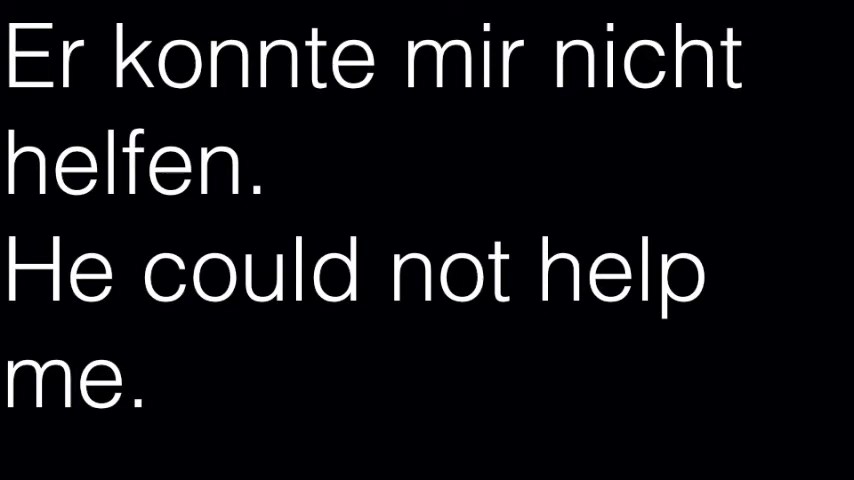 Er konnte mir nicht
helfen.
He could not help
me.